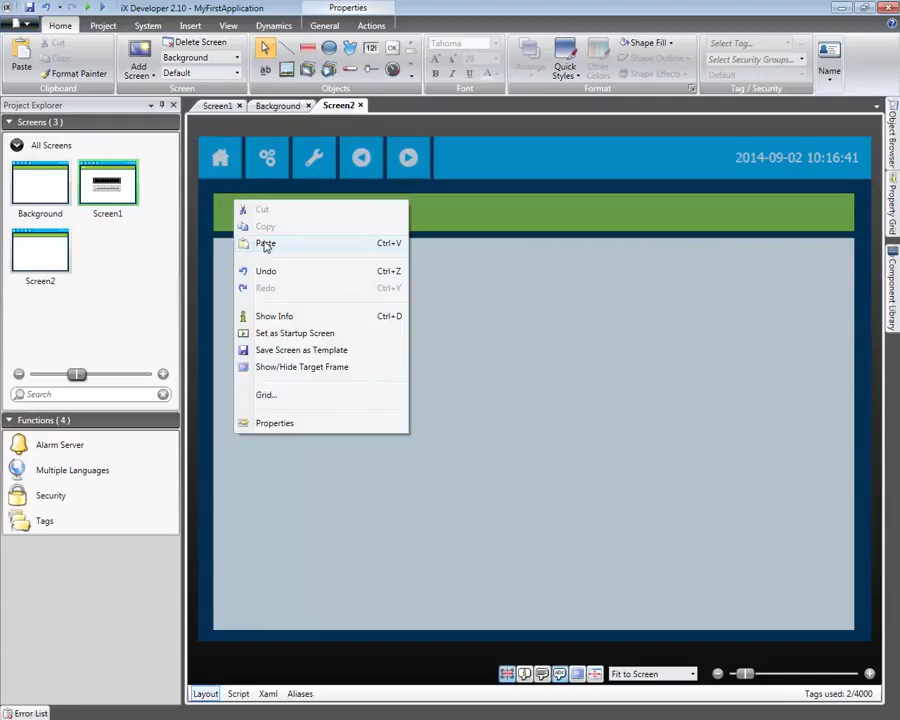 iX Developer 2.10 - MyFirstApplication
Properties
Home Project System Insert View Dynamics General Actions
Paste
Cut
Copy
Format Painter
Clipboard
Add
Screen
Delete Screen
Background
Default
Screen
Objects
Tahoma
20
B I U A
Font
Arrange
Quick
Styles
Other
Colors
Shape Fill
Shape Outline
Shape Effects
Format
Select Tag...
Select Security Groups...
Default
Tag / Security
Name
Project Explorer
Screens ( 3 )
All Screens
Background
Screen1
Screen2
Search
Functions ( 4 )
Alarm Server
Multiple Languages
Security
Tags
Screen1
Background
Screen2
2014-09-02 10:16:41
Cut
Copy
Paste Ctrl+V
Undo Ctrl+Z
Redo Ctrl+Y
Show Info Ctrl+D
Set as Startup Screen
Save Screen as Template
Show/Hide Target Frame
Grid...
Properties
Object Browser
Property Grid
Component Library
Fit to Screen
Layout Script Xaml Aliases
Tags used: 2/4000
Error List